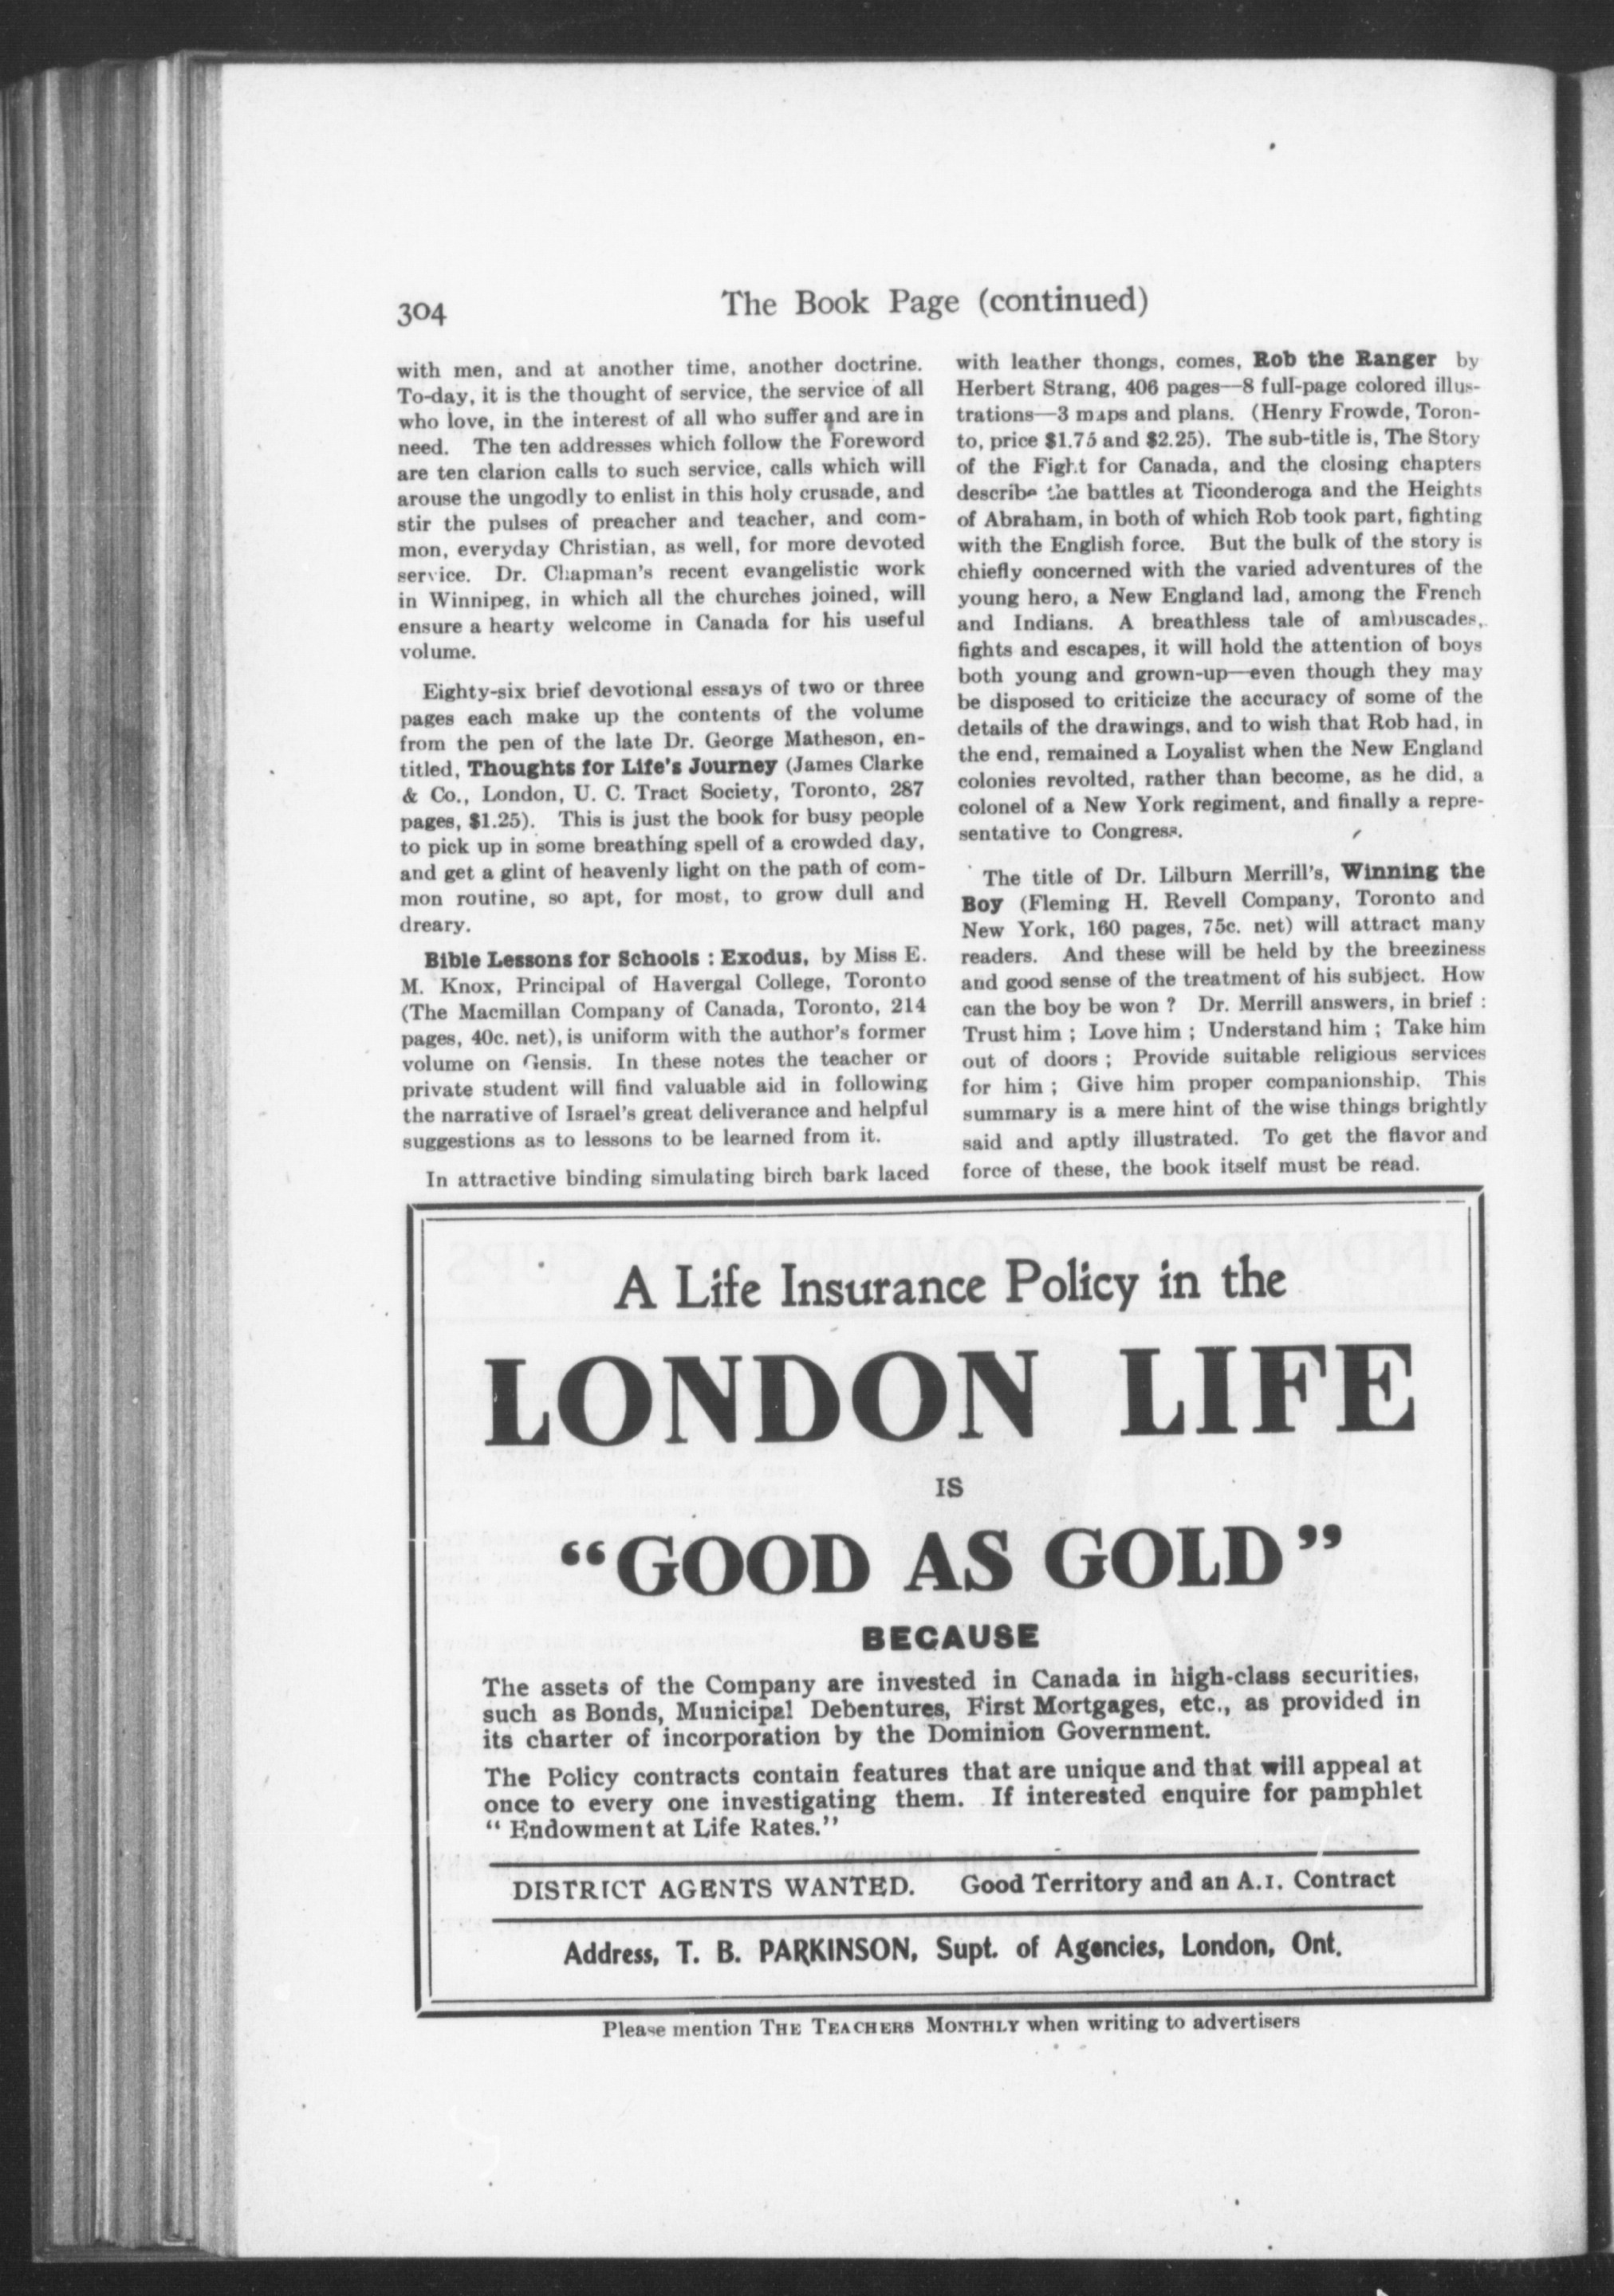 304
The Book Page (continued)
with men, and at another time, another doctrine.
To-day, it is the thought of service, the service of all
who love, in the interest of all who suffer and are in
need. The ten addresses which follow the Foreword
are ten clarion calls to such service, calls which will
arouse the ungodly to enlist in this holy crusade, and
stir the pulses of preacher and teacher, and com-
mon, everyday Christian, as well, for more devoted
service. Dr. Chapman's recent evangelistic work
in Winnipeg, in which all the churches joined, will
ensure a hearty welcome in Canada for his useful
volume.
Eighty-six brief devotional essays of two or three
pages each make up the contents of the volume
from the pen of the late Dr. George Matheson, en-
titled, Thoughts for Life's Journey (James Clarke
& Co., London, U. C. Tract Society, Toronto, 287
pages, $1.25). This is just the book for busy people
to pick up in some breathing spell of a crowded day,
and get a glint of heavenly light on the path of com-
mon routine, so apt, for most, to grow dull and
dreary.
Bible Lessons for Schools : Exodus, by Miss E.
M. Knox, Principal of Havergal College, Toronto
(The Macmillan Company of Canada, Toronto, 214
pages, 40c. net), is uniform with the author's former
volume on Gensis. In these notes the teacher or
private student will find valuable aid in following
the narrative of Israel's great deliverance and helpful
suggestions as to lessons to be learned from it.
In attractive binding simulating birch bark laced
with leather thongs, comes, Rob the Ranger by
Herbert Strang, 406 pages—8 full-page colored illus-
trations—3 maps and plans. (Henry Frowde, Toron-
to, price $1.75 and $2.25). The sub-title is, The Story
of the Fight for Canada, and the closing chapters
describe the battles at Ticonderoga and the Heights
of Abraham, in both of which Rob took part, fighting
with the English force. But the bulk of the story is
chiefly concerned with the varied adventures of the
young hero, a New England lad, among the French
and Indians. A breathless tale of ambuscades,
fights and escapes, it will hold the attention of boys
both young and grown-up—even though they may
be disposed to criticize the accuracy of some of the
details of the drawings, and to wish that Rob had, in
the end, remained a Loyalist when the New England
colonies revolted, rather than become, as he did, a
colonel of a New York regiment, and finally a repre-
sentative to Congress.
The title of Dr. Lilburn Merrill's, Winning the
Boy (Fleming H. Revell Company, Toronto and
New York, 160 pages, 75c. net) will attract many
readers. And these will be held by the breeziness
and good sense of the treatment of his subject. How
can the boy be won ? Dr. Merrill answers, in brief :
Trust him ; Love him ; Understand him ; Take him
out of doors ; Provide suitable religious services
for him ; Give him proper companionship. This
summary is a mere hint of the wise things brightly
said and aptly illustrated. To get the flavor and
force of these, the book itself must be read.
A Life Insurance Policy in the
LONDON LIFE
IS
"GOOD AS GOLD"
BECAUSE
The assets of the Company are invested in Canada in high-class securities,
such as Bonds, Municipal Debentures, First Mortgages, etc., as provided in
its charter of incorporation by the Dominion Government.
The Policy contracts contain features that are unique and that will appeal at
once to every one investigating them. If interested enquire for pamphlet
" Endowment at Life Rates."
DISTRICT AGENTS WANTED. Good Territory and an A.1. Contract
Address, T. B. PARKINSON, Supt. of Agencies, London, Ont.
Please mention THE TEACHERS MONTHLY when writing to advertisers